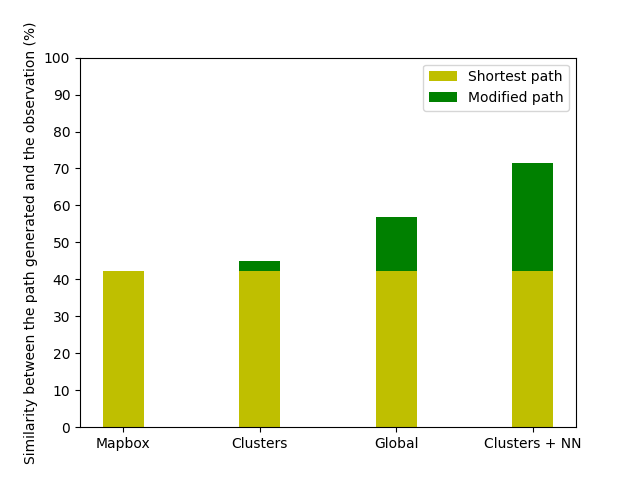 Similarity between the path generated and the observation (%)
100
90
80
70
60
50
40
30
20
10
0
Shortest path
Modified path
Mapbox
Clusters
Global
Clusters + NN